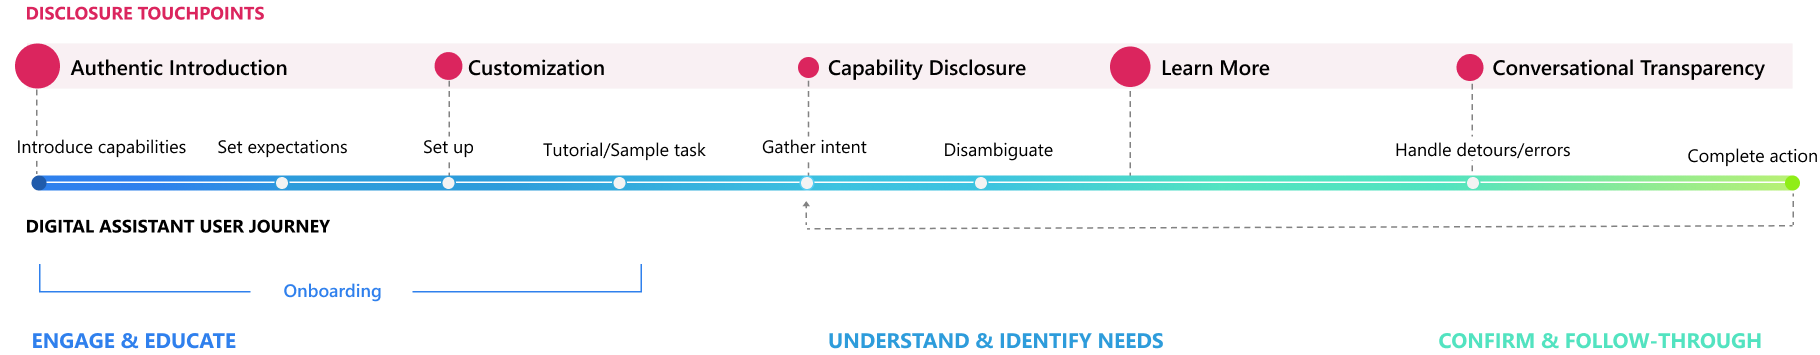 DISCLOSURE TOUCHPOINTS
Authentic Introduction
Customization
Capability Disclosure
Learn More
Conversational Transparency
Introduce capabilities
Set expectations
Set up
Tutorial/Sample task
Gather intent
Disambiguate
Handle detours/errors
Complete action
DIGITAL ASSISTANT USER JOURNEY
Onboarding
ENGAGE & EDUCATE
UNDERSTAND & IDENTIFY NEEDS
CONFIRM & FOLLOW-THROUGH